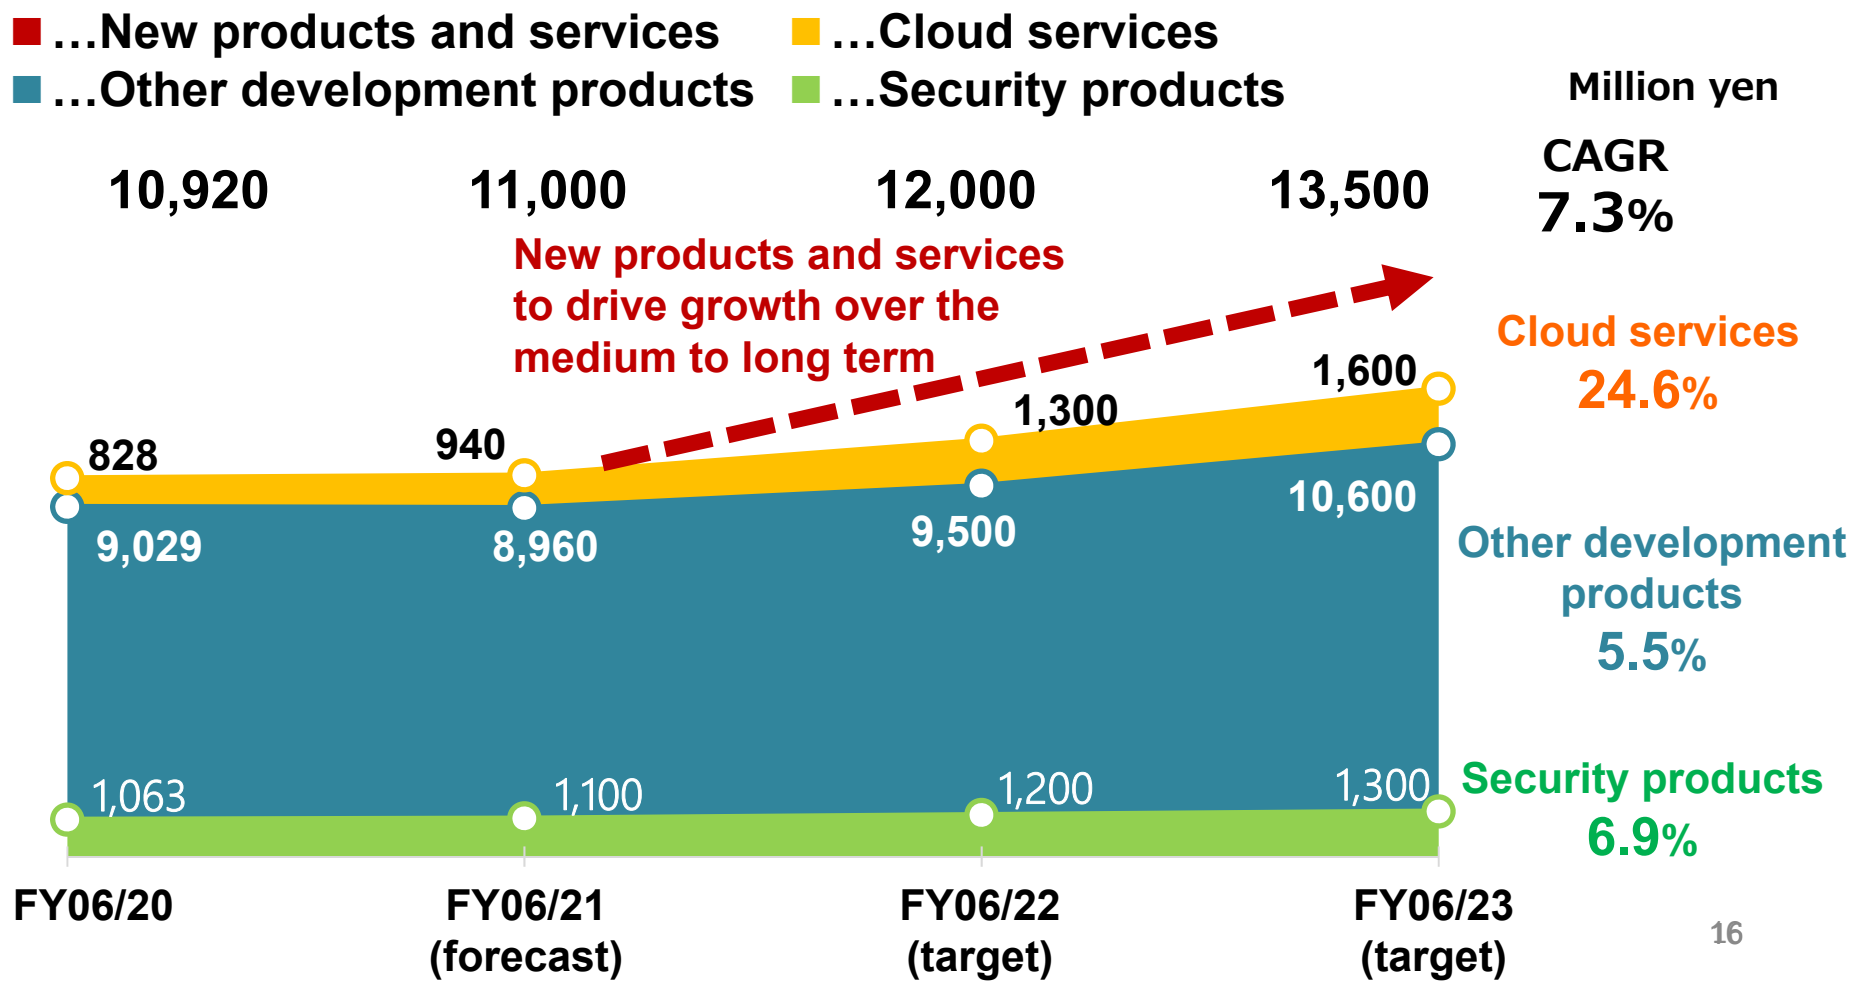 ...New products and services
...Cloud services
...Other development products
...Security products
Million yen
10,920
11,000
12,000
13,500
CAGR
7.3%
New products and services
to drive growth over the
medium to long term
Cloud services
24.6%
828
940
1,300
1,600
9,029
8,960
9,500
10,600
Other development
products
5.5%
1,063
1,100
1,200
1,300
Security products
6.9%
FY06/20
FY06/21
(forecast)
FY06/22
(target)
FY06/23
(target)
16